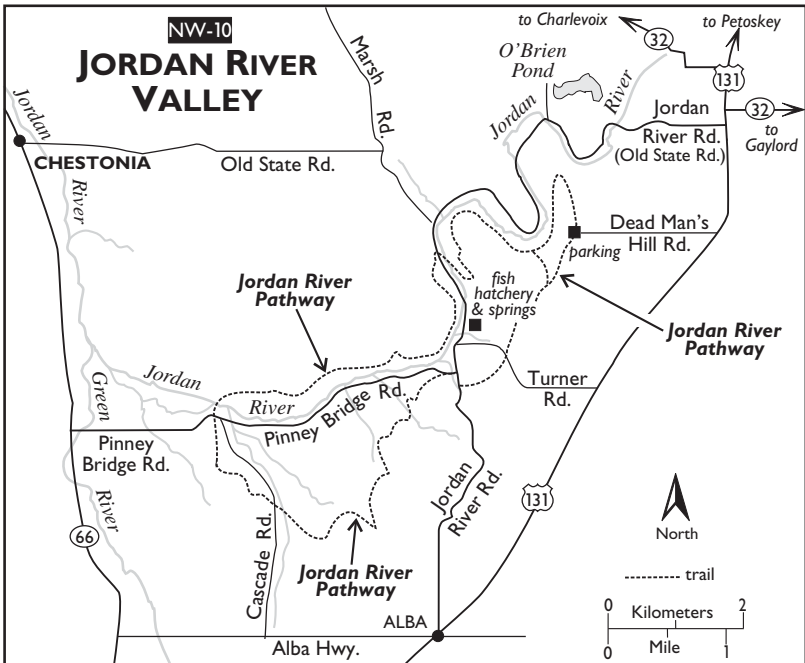 NW-10
JORDAN RIVER
VALLEY
to Charlevoix
to Petoskey
32
131
O'Brien
Pond
Marsh
Rd.
Jordan
River
Jordan
River
Jordan
River Rd.
(Old State Rd.)
32
to
Gaylord
CHESTONIA
Old State Rd.
Dead Man's
Hill Rd.
parking
fish
hatchery
& springs
Jordan River
Pathway
Jordan River
Pathway
Jordan
River
Turner
Rd.
Green
River
Pinney Bridge Rd.
Pinney
Bridge Rd.
Jordan
River Rd.
131
North
66
Cascade Rd.
Jordan River
Pathway
trail
0
2
Kilometers
Mile
0
1
ALBA
Alba Hwy.